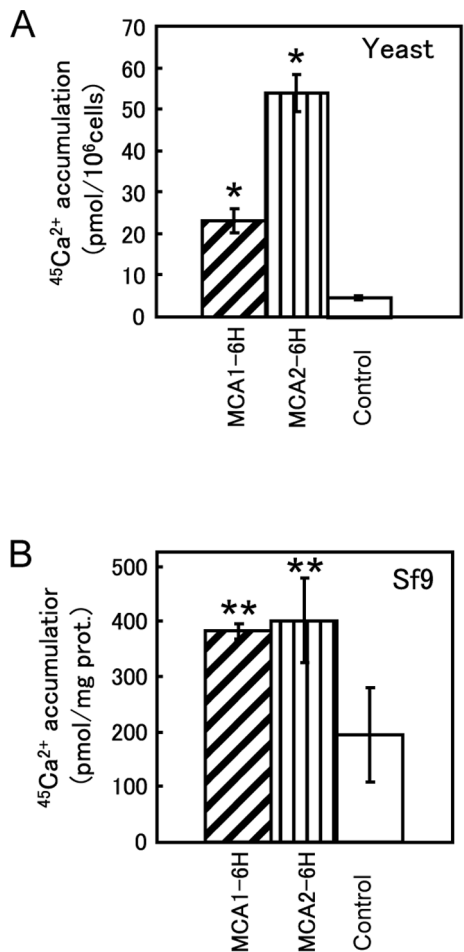 A
Yeast
⁴⁵Ca²⁺ accumulation
(pmol/10⁶cells)
70
60
50
40
30
20
10
0
*
*
MCA1-6H
MCA2-6H
Control
B
Sf9
⁴⁵Ca²⁺ accumulatior
(pmol/mg prot.)
500
400
300
200
100
0
**
**
MCA1-6H
MCA2-6H
Control